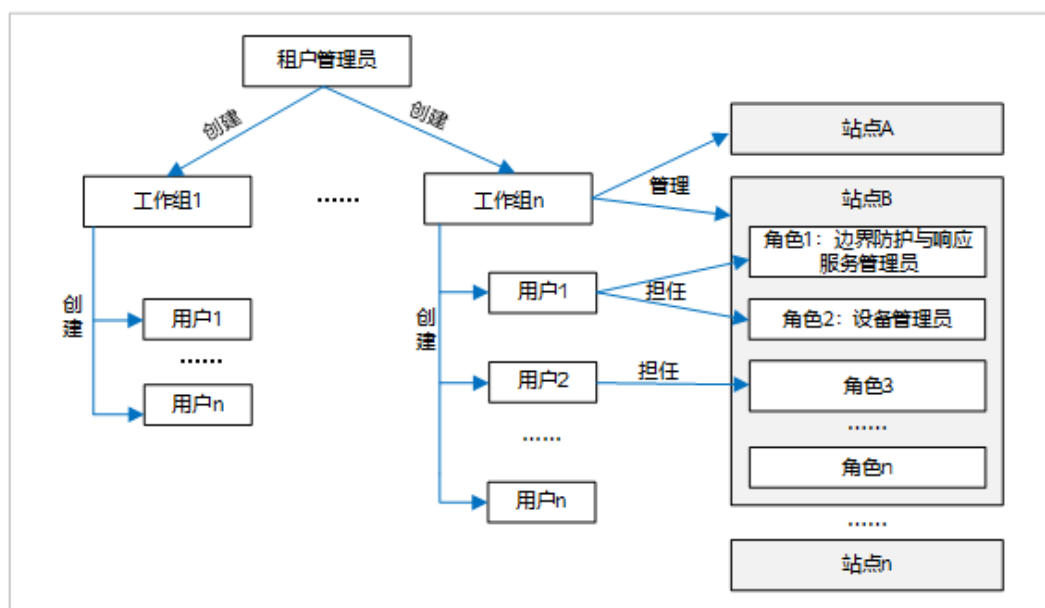 租户管理员
创建
创建
站点A
工作组1
……
工作组n
管理
站点B
角色1：边界防护与响应
服务管理员
用户1
担任
角色2：设备管理员
创建
用户1
……
用户n
创建
用户2
担任
角色3
……
……
角色n
用户n
……
站点n